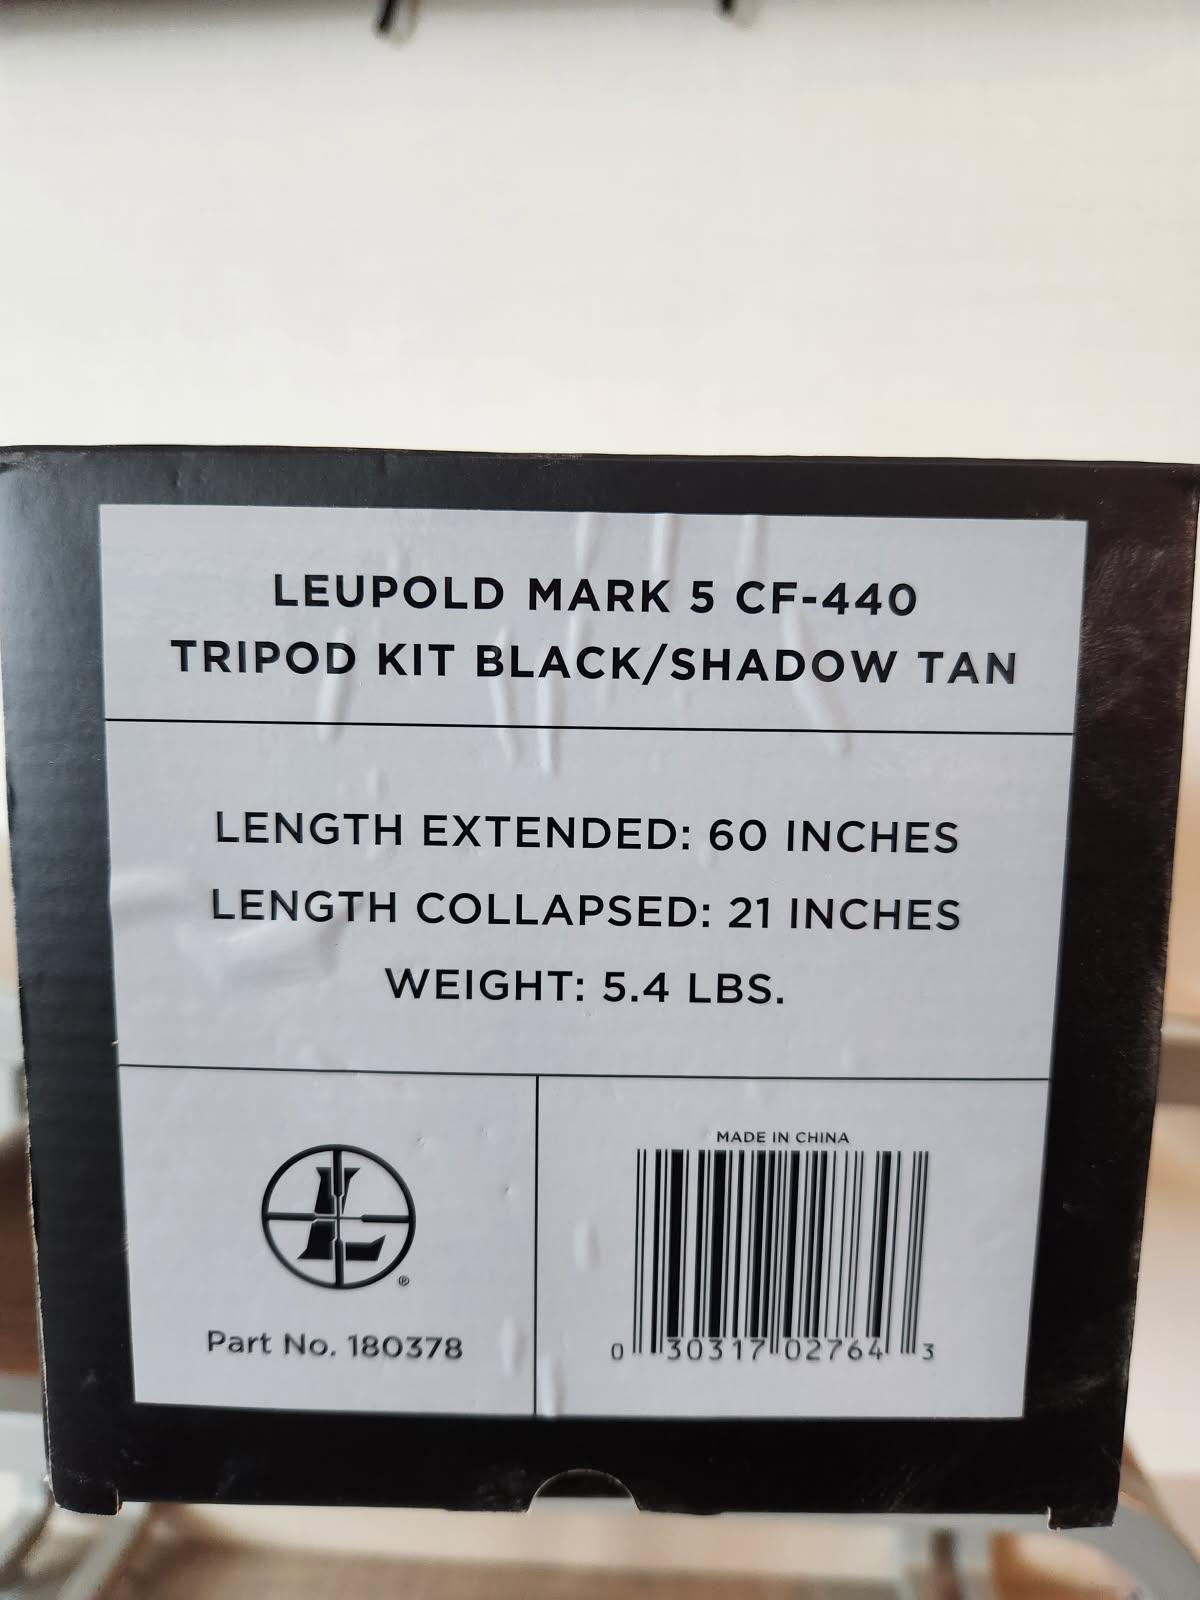 LEUPOLD MARK 5 CF-440
TRIPOD KIT BLACK/SHADOW TAN
LENGTH EXTENDED: 60 INCHES
LENGTH COLLAPSED: 21 INCHES
WEIGHT: 5.4 LBS.
L ®
Part No. 180378
MADE IN CHINA
0 30317 02764 3